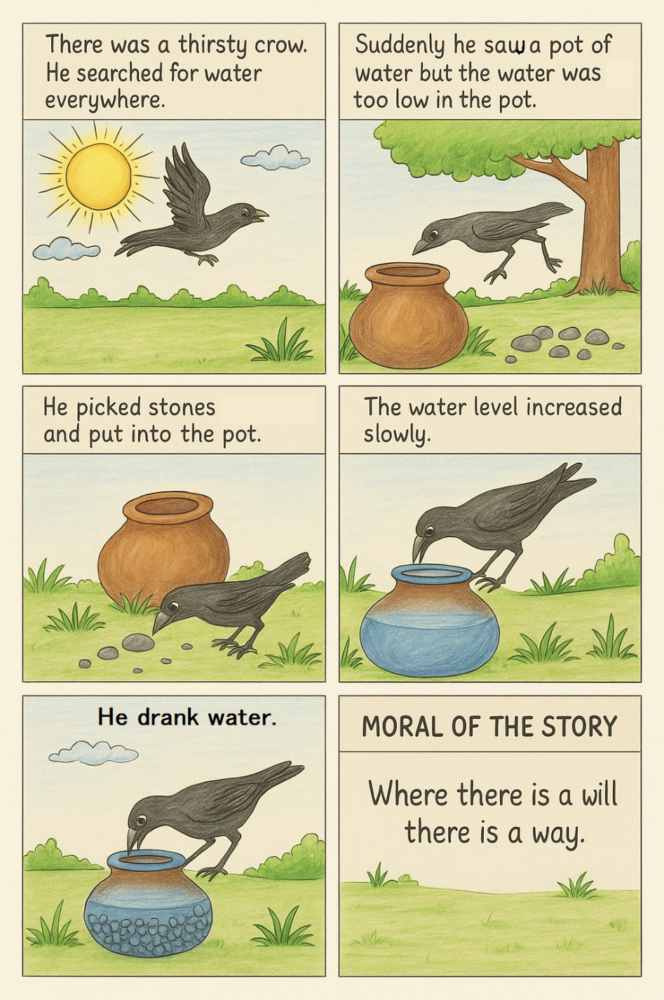 There was a thirsty crow.
He searched for water
everywhere.
Suddenly he saw a pot of
water but the water was
too low in the pot.
He picked stones
and put into the pot.
The water level increased
slowly.
He drank water.
MORAL OF THE STORY
Where there is a will
there is a way.